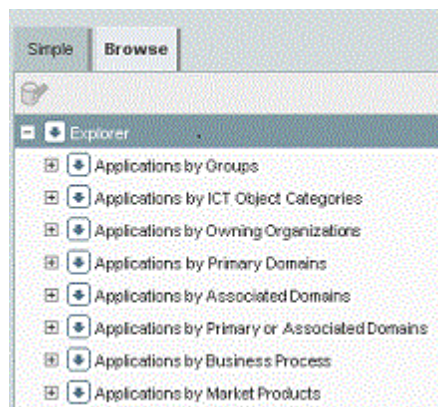 Simple Browse
Explorer
Applications by Groups
Applications by ICT Object Categories
Applications by Owning Organizations
Applications by Primary Domains
Applications by Associated Domains
Applications by Primary or Associated Domains
Applications by Business Process
Applications by Market Products